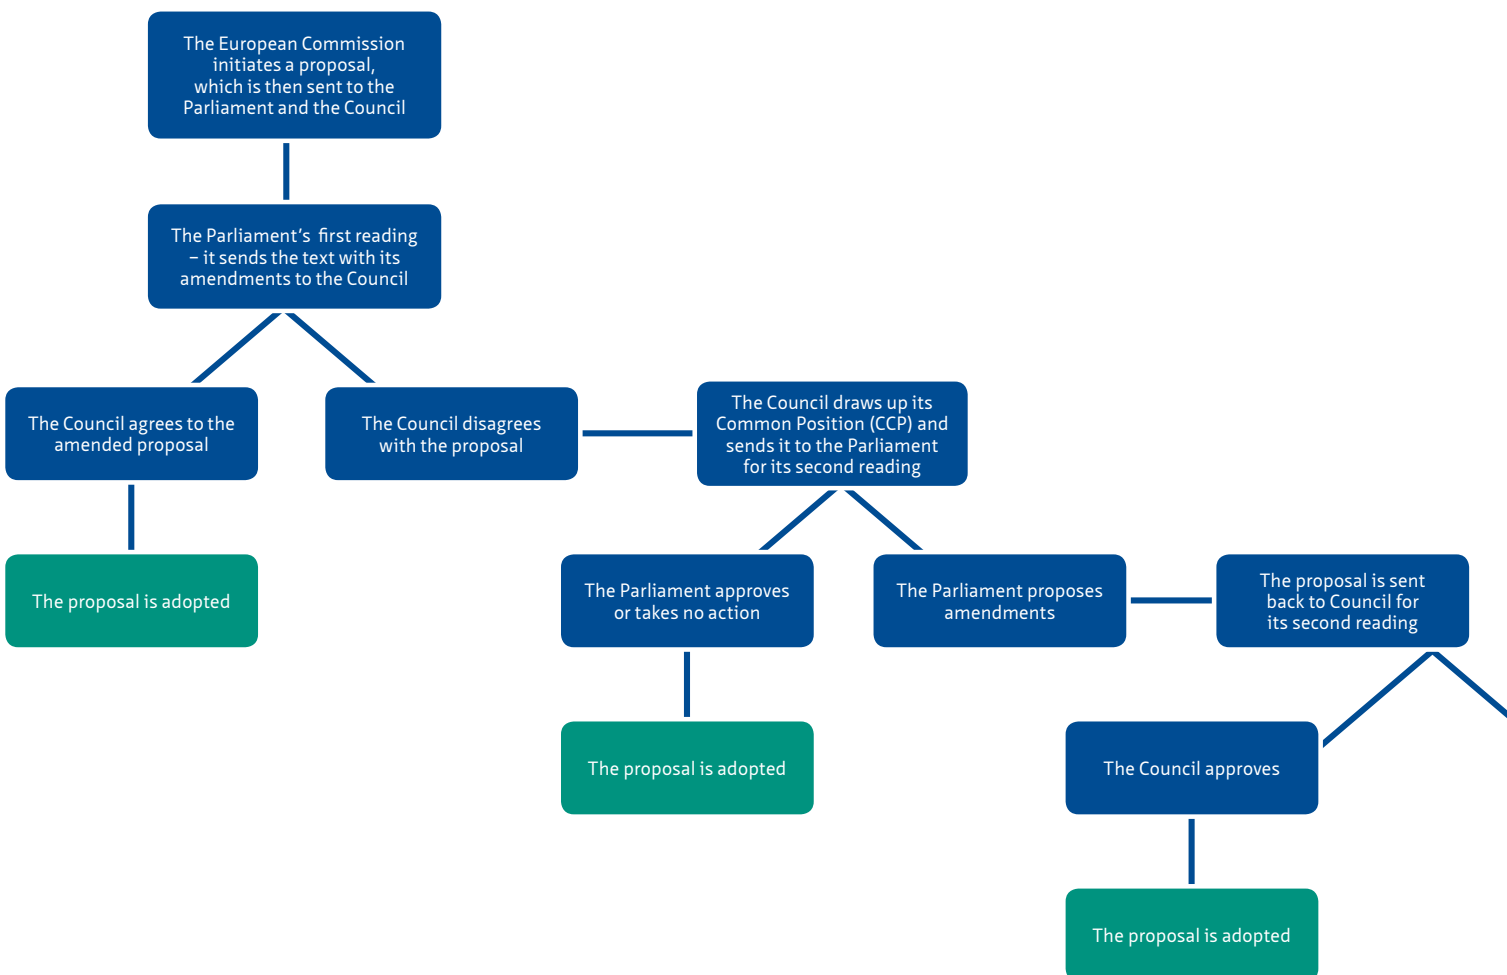 The European Commission
initiates a proposal,
which is then sent to the
Parliament and the Council
The Parliament's first reading
– it sends the text with its
amendments to the Council
The Council agrees to the
amended proposal
The Council disagrees
with the proposal
The Council draws up its
Common Position (CCP) and
sends it to the Parliament
for its second reading
The proposal is adopted
The Parliament approves
or takes no action
The Parliament proposes
amendments
The proposal is sent
back to Council for
its second reading
The proposal is adopted
The Council approves
The proposal is adopted